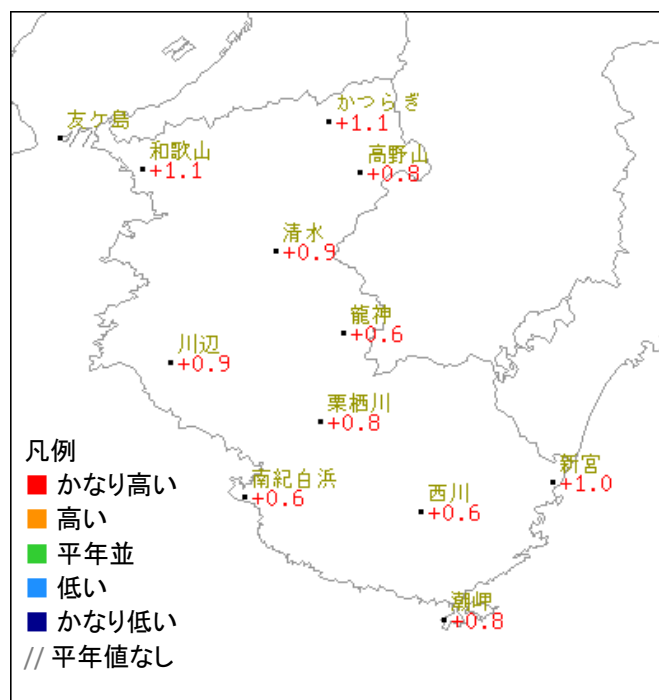 かつらぎ
+1.1
友ケ島
//
和歌山
+1.1
高野山
+0.8
清水
+0.9
龍神
+0.6
川辺
+0.9
栗栖川
+0.8
新宮
+1.0
南紀白浜
+0.6
西川
+0.6
潮岬
+0.8
凡例
かなり高い
高い
平年並
低い
かなり低い
// 平年値なし